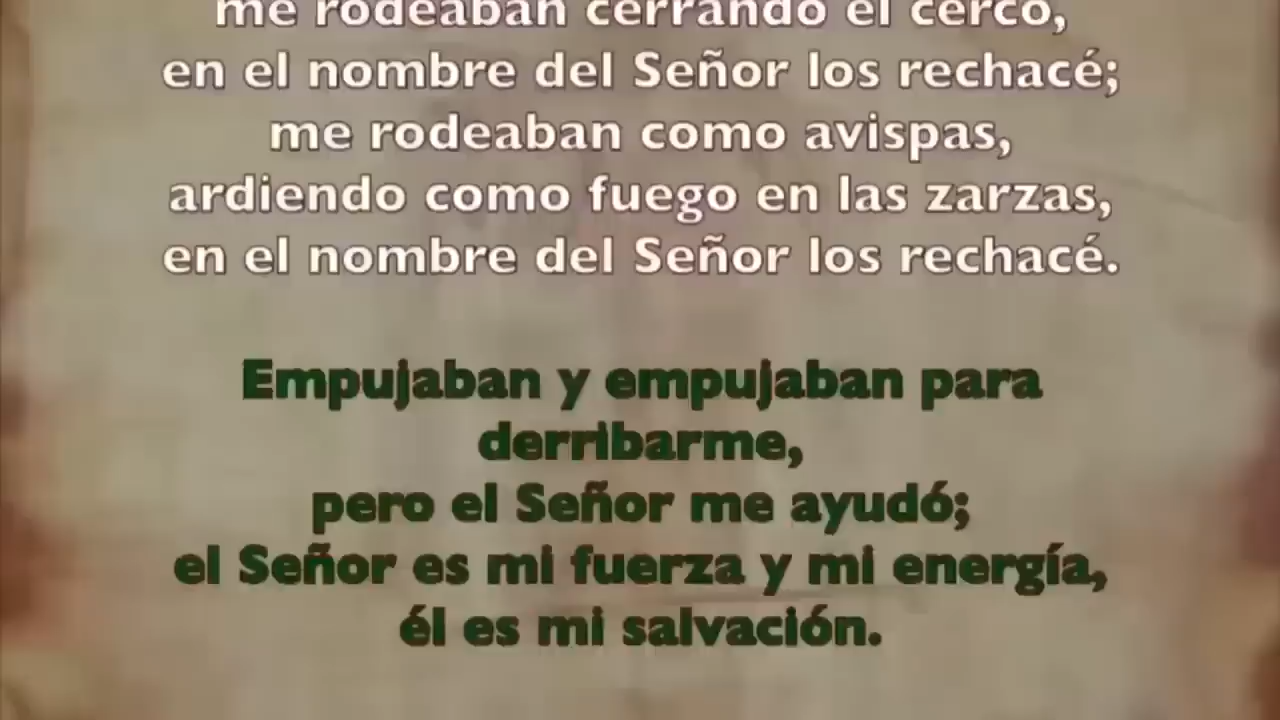 me rodeaban cerrando el cerco,
en el nombre del Señor los rechacé;
me rodeaban como avispas,
ardiendo como fuego en las zarzas,
en el nombre del Señor los rechacé.
Empujaban y empujaban para
derribarme,
pero el Señor me ayudó;
el Señor es mi fuerza y mi energía,
él es mi salvación.